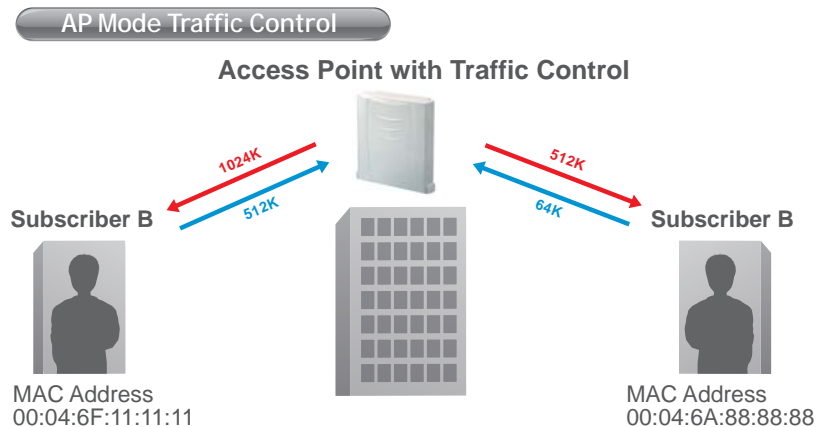 AP Mode Traffic Control
Access Point with Traffic Control
1024K
512K
512K
64K
Subscriber B
Subscriber B
MAC Address
00:04:6F:11:11:11
MAC Address
00:04:6A:88:88:88